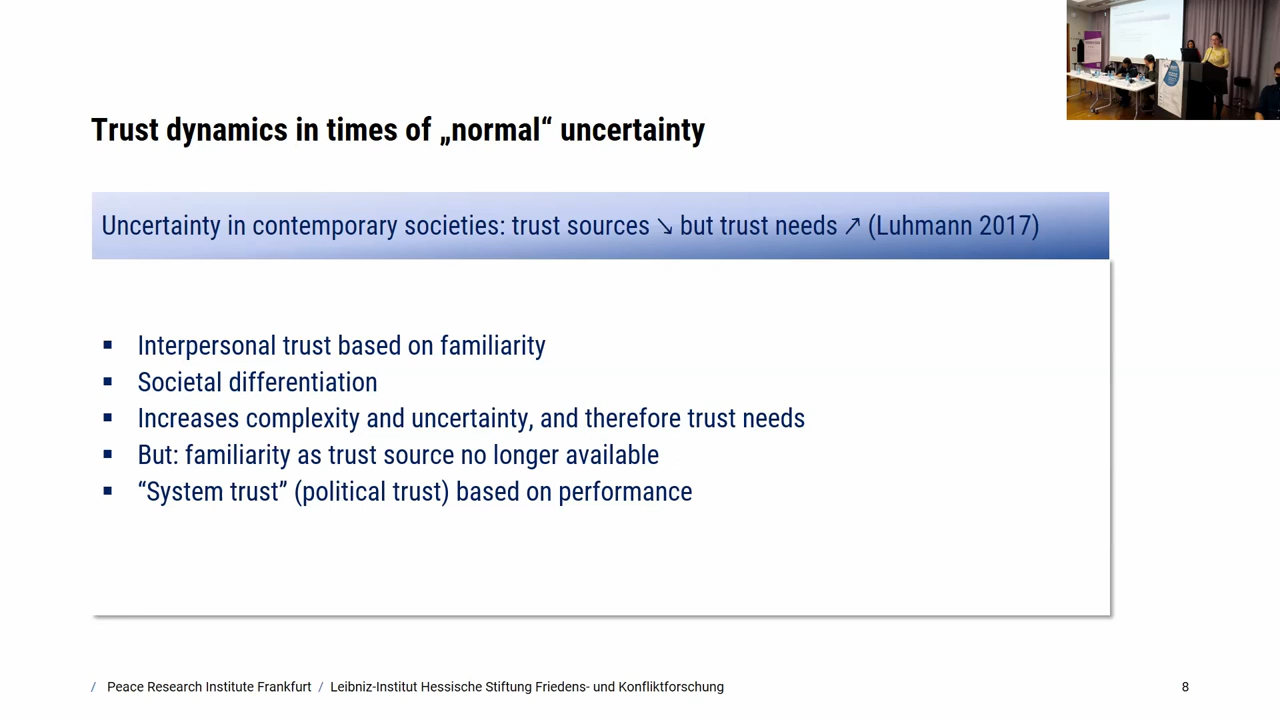 Trust dynamics in times of „normal“ uncertainty
Uncertainty in contemporary societies: trust sources ↘ but trust needs ↗ (Luhmann 2017)
▪ Interpersonal trust based on familiarity
▪ Societal differentiation
▪ Increases complexity and uncertainty, and therefore trust needs
▪ But: familiarity as trust source no longer available
▪ “System trust” (political trust) based on performance
/ Peace Research Institute Frankfurt / Leibniz-Institut Hessische Stiftung Friedens- und Konfliktforschung
8